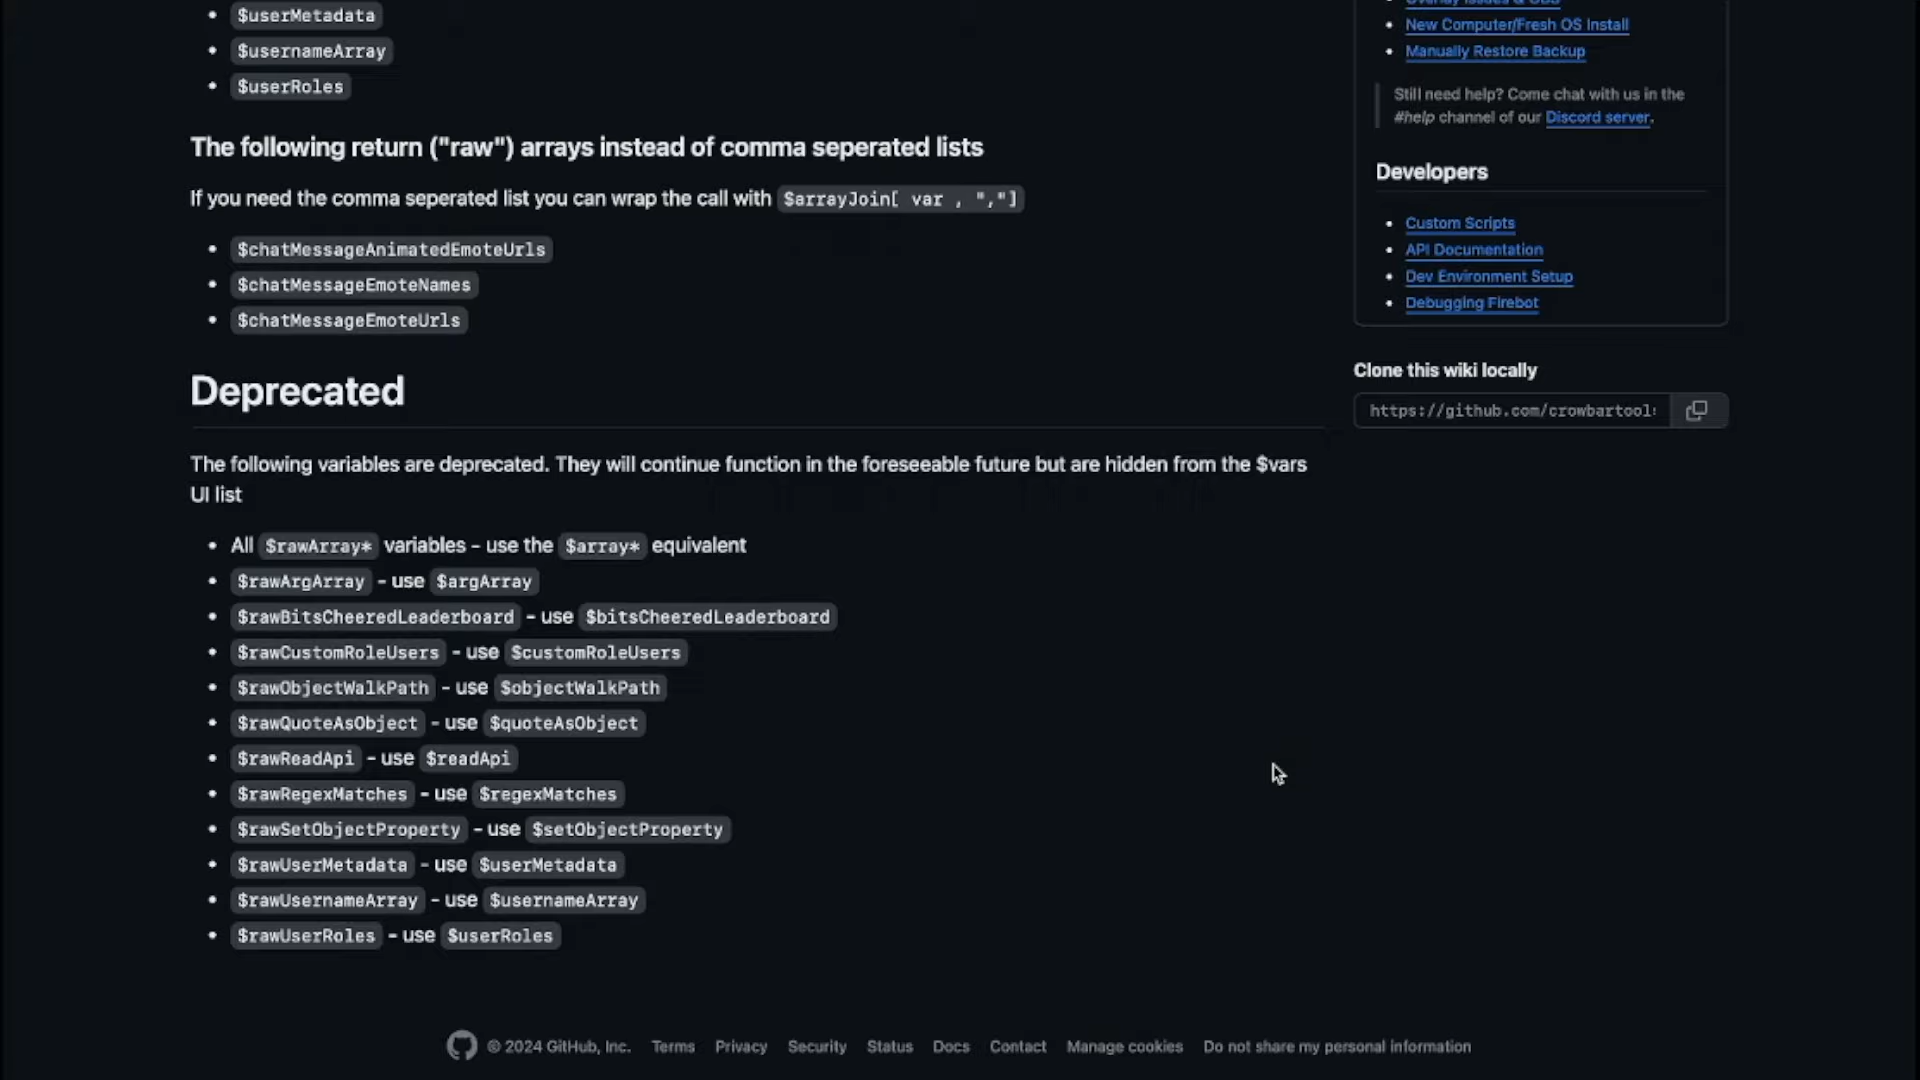 $userMetadata
$usernameArray
$userRoles
The following return ("raw") arrays instead of comma seperated lists
If you need the comma seperated list you can wrap the call with $arrayJoin[ var , ","]
$chatMessageAnimatedEmoteUrls
$chatMessageEmoteNames
$chatMessageEmoteUrls
Deprecated
The following variables are deprecated. They will continue function in the foreseeable future but are hidden from the $vars
UI list
All $rawArray* variables - use the $array* equivalent
$rawArgArray - use $argArray
$rawBitsCheeredLeaderboard - use $bitsCheeredLeaderboard
$rawCustomRoleUsers - use $customRoleUsers
$rawObjectWalkPath - use $objectWalkPath
$rawQuoteAsObject - use $quoteAsObject
$rawReadApi - use $readApi
$rawRegexMatches - use $regexMatches
$rawSetObjectProperty - use $setObjectProperty
$rawUserMetadata - use $userMetadata
$rawUsernameArray - use $usernameArray
$rawUserRoles - use $userRoles
Overlay Issues & OBS
New Computer/Fresh OS Install
Manually Restore Backup
Still need help? Come chat with us in the
#help channel of our Discord server.
Developers
Custom Scripts
API Documentation
Dev Environment Setup
Debugging Firebot
Clone this wiki locally
https://github.com/crowbartool
© 2024 GitHub, Inc. Terms Privacy Security Status Docs Contact Manage cookies Do not share my personal information